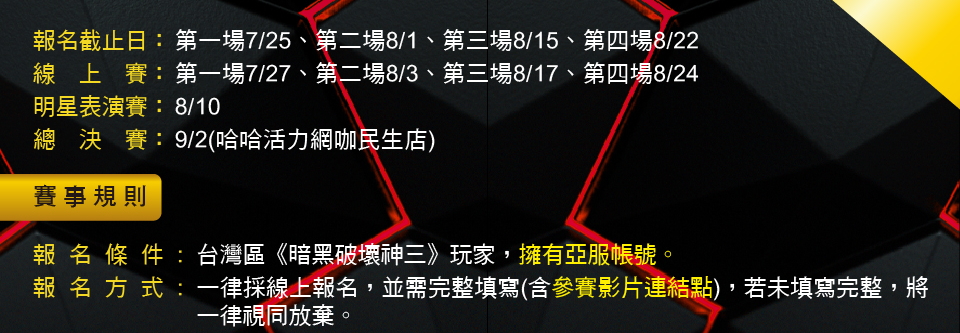 報名截止日：第一場7/25、第二場8/1、第三場8/15、第四場8/22
線上賽：第一場7/27、第二場8/3、第三場8/17、第四場8/24
明星表演賽：8/10
總決賽：9/2(哈哈活力網咖民生店)
賽事規則
報名條件：台灣區《暗黑破壞神三》玩家，擁有亞服帳號。
報名方式：一律採線上報名，並需完整填寫(含參賽影片連結點)，若未填寫完整，將
一律視同放棄。